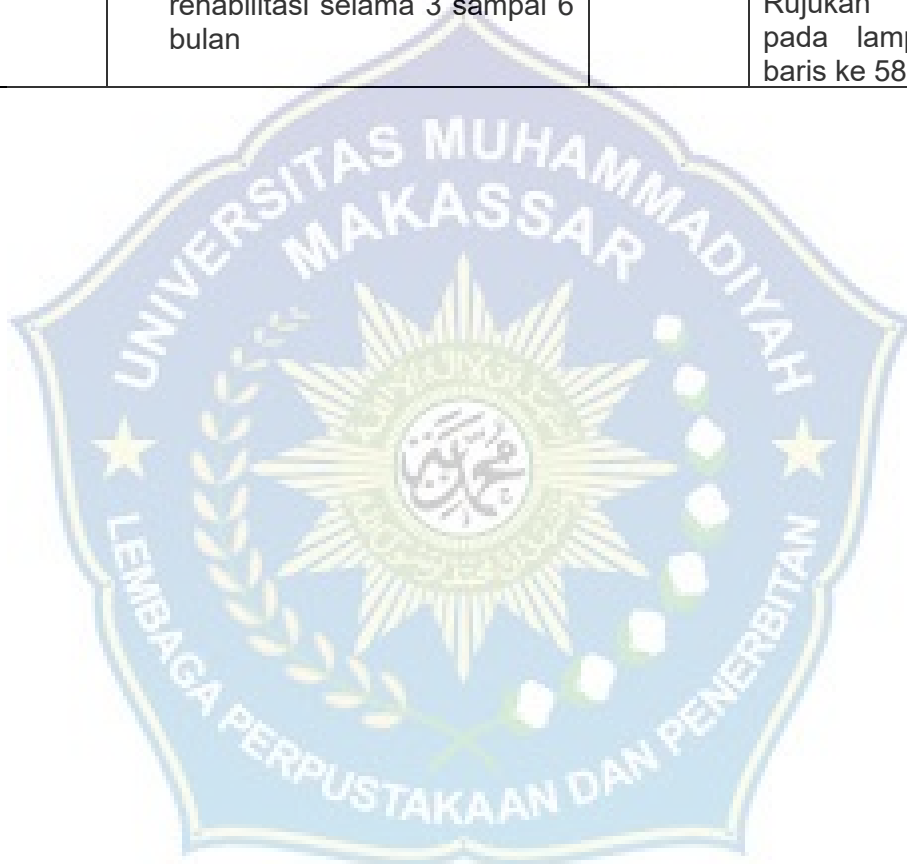 rehabilitasi selama 3 sampai 6
bulan
Rujukan
pada
baris ke 58
UNIVERSITAS MUHAMMADIYAH
MAKASSAR
LEMBAGA PERPUSTAKAAN DAN PENERBITAN